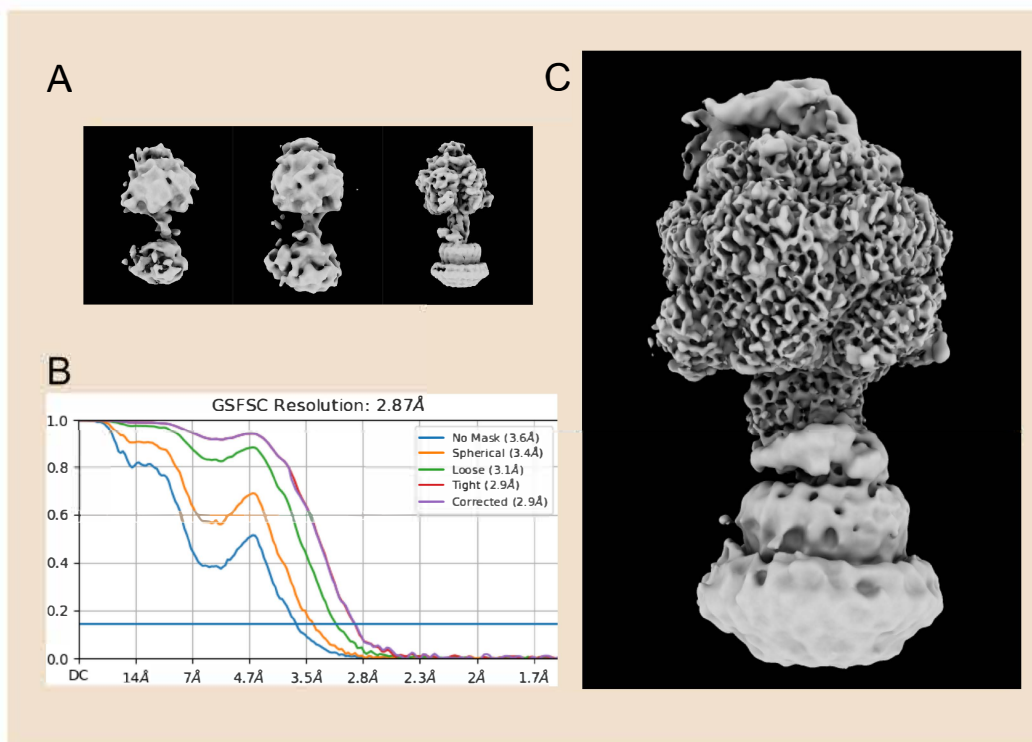 A
C
B
GSFSC Resolution: 2.87Å
1.0
0.8
0.6
0.4
0.2
0.0
No Mask (3.6Å)
Spherical (3.4Å)
Loose (3.1Å)
Tight (2.9Å)
Corrected (2.9Å)
DC 14Å 7Å 4.7Å 3.5Å 2.8Å 2.3Å 2Å 1.7Å